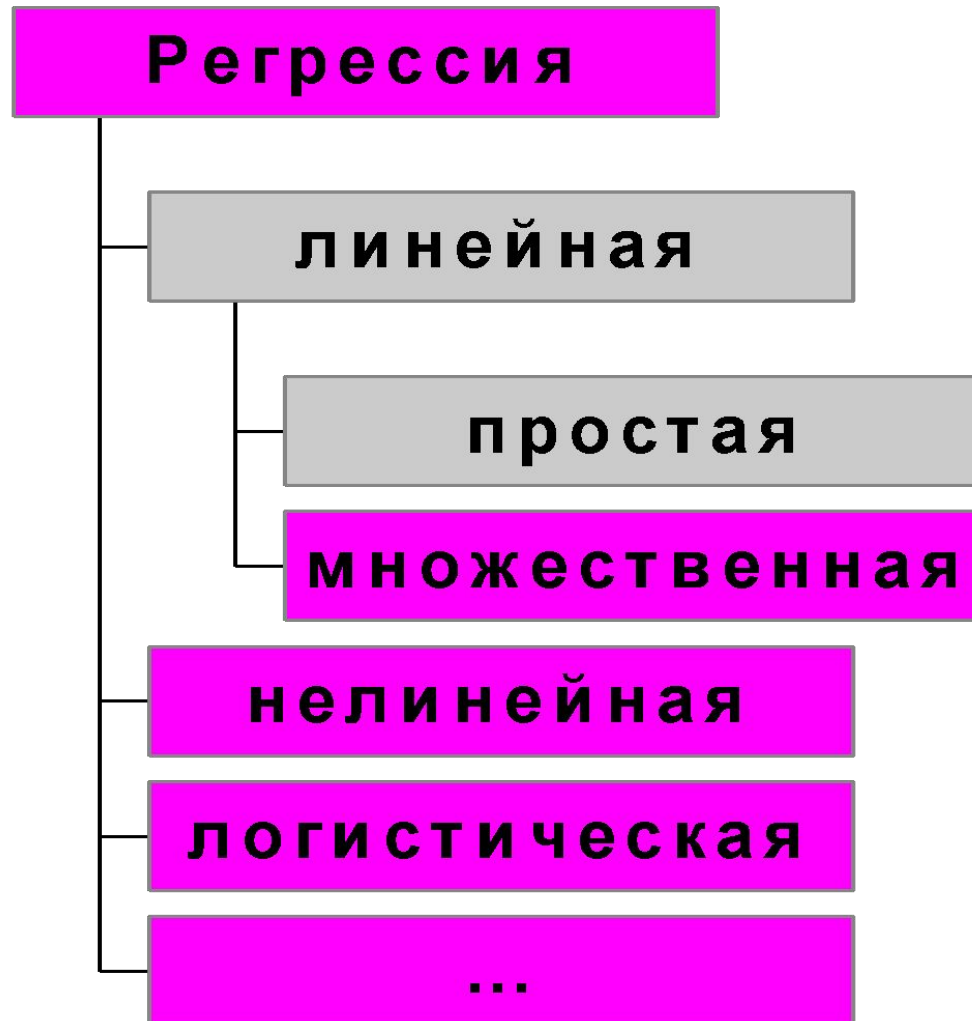 Регрессия
линейная
простая
множественная
нелинейная
логистическая
...